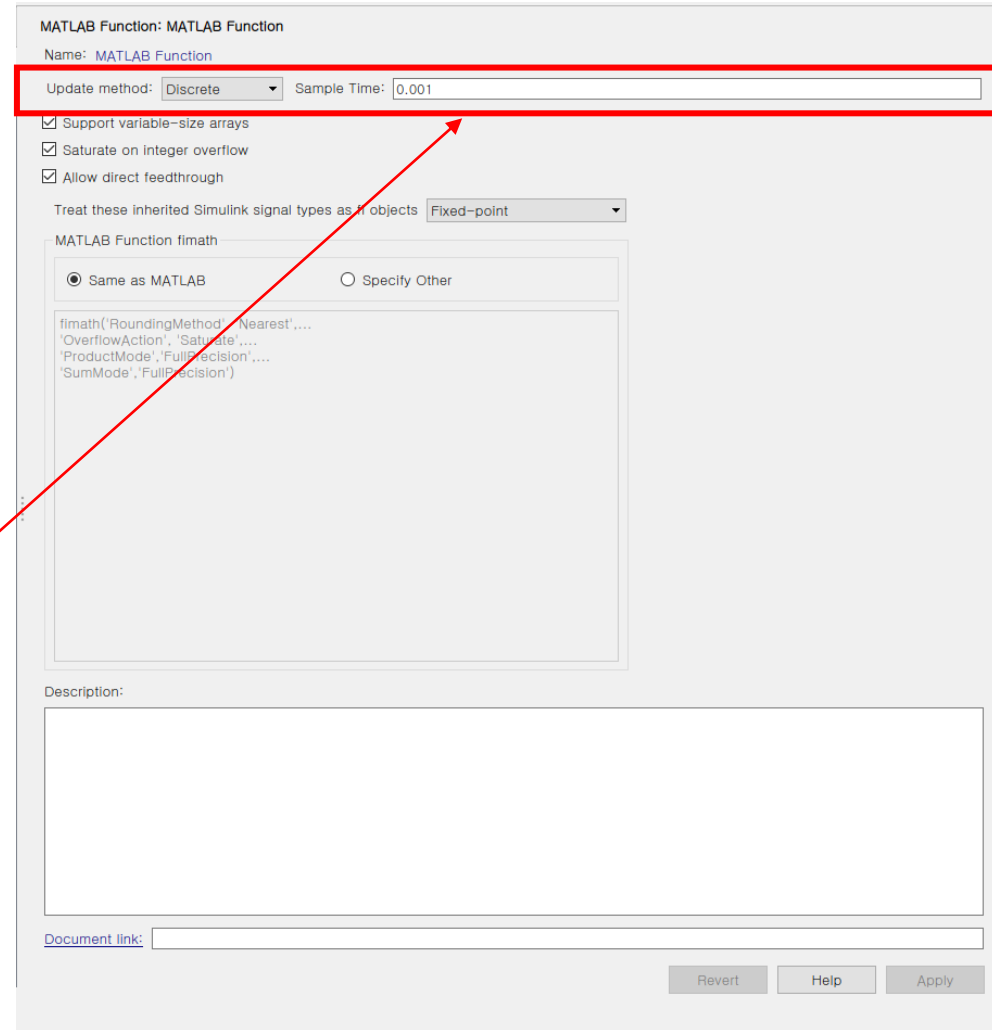 MATLAB Function: MATLAB Function
Name: MATLAB Function
Update method: Discrete Sample Time: 0.001
Support variable-size arrays
Saturate on integer overflow
Allow direct feedthrough
Treat these inherited Simulink signal types as fi objects Fixed-point
MATLAB Function fimath
Same as MATLAB Specify Other
fimath('RoundingMethod', 'Nearest',...
'OverflowAction', 'Saturate',...
'ProductMode','FullPrecision',...
'SumMode','FullPrecision')
Description:
Document link:
Revert Help Apply